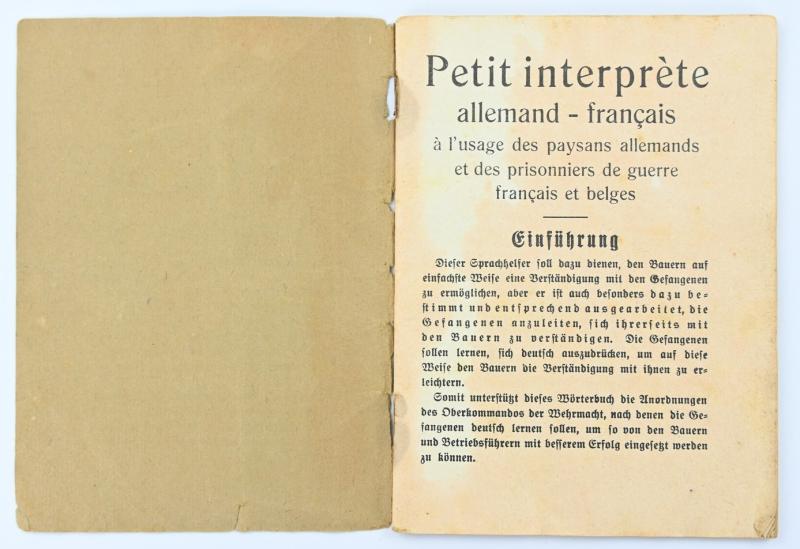 Petit interprète
allemand - français
à l'usage des paysans allemands
et des prisonniers de guerre
français et belges
Einführung
Dieser Sprachhelfer soll dazu dienen, den Bauern auf
einfachste Weise eine Verständigung mit den Gefangenen
zu ermöglichen, aber er ist auch besonders dazu be-
stimmt und entsprechend ausgearbeitet, die
Gefangenen anzuleiten, sich ihrerseits mit
den Bauern zu verständigen. Die Gefangenen
sollen lernen, sich deutsch auszudrücken, um auf diese
Weise den Bauern die Verständigung mit ihnen zu er-
leichtern.
Somit unterstützt dieses Wörterbuch die Anordnungen
des Oberkommandos der Wehrmacht, nach denen die Ge-
fangenen deutsch lernen sollen, um so von den Bauern
und Betriebsführern mit besserem Erfolg eingesetzt werden
zu können.